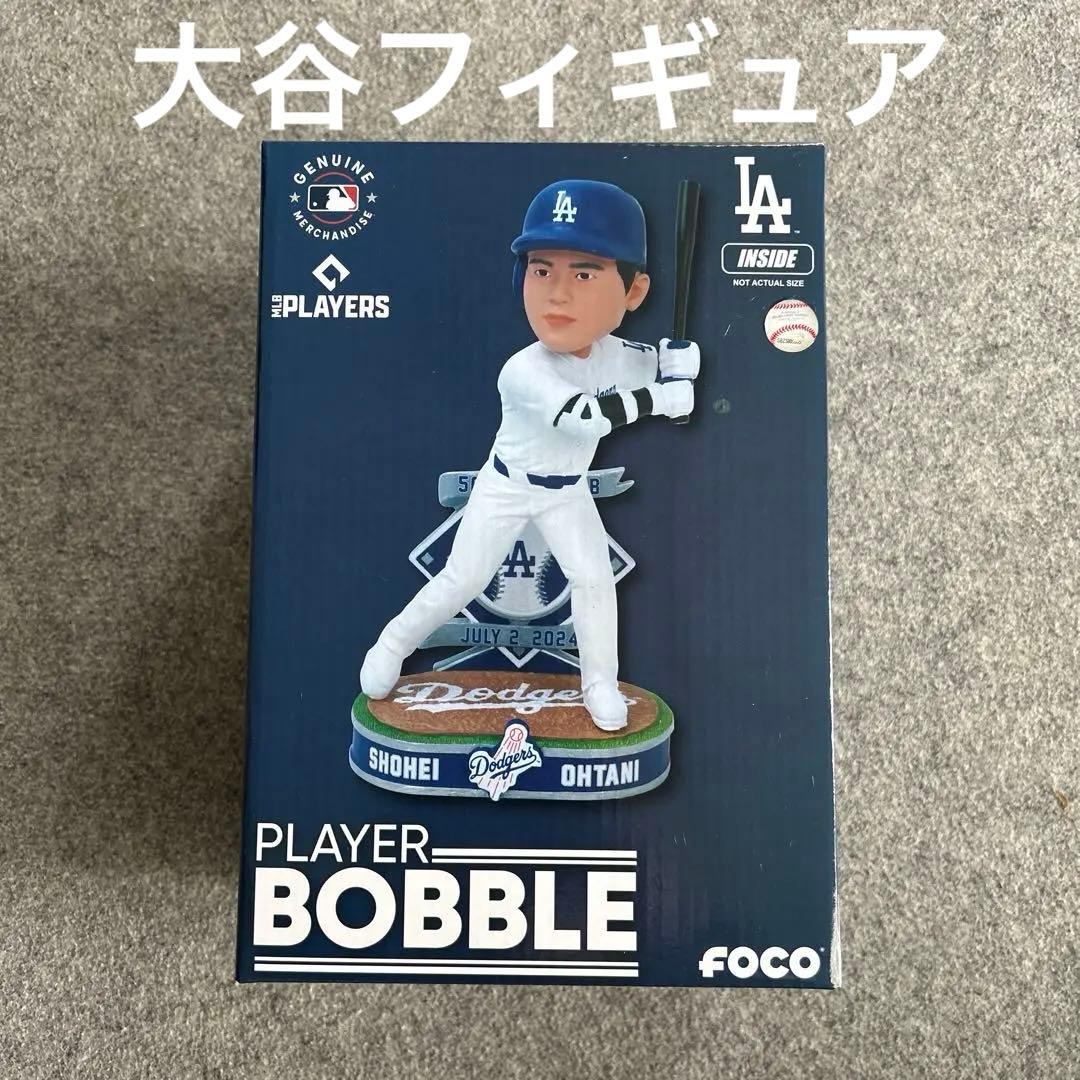 大谷フィギュア
GENUINE
MERCHANDISE
MLB PLAYERS
LA
INSIDE
NOT ACTUAL SIZE
LA
JULY 2, 2024
Dodgers
SHOHEI
Dodgers
OHTANI
PLAYER
BOBBLE
FOCO